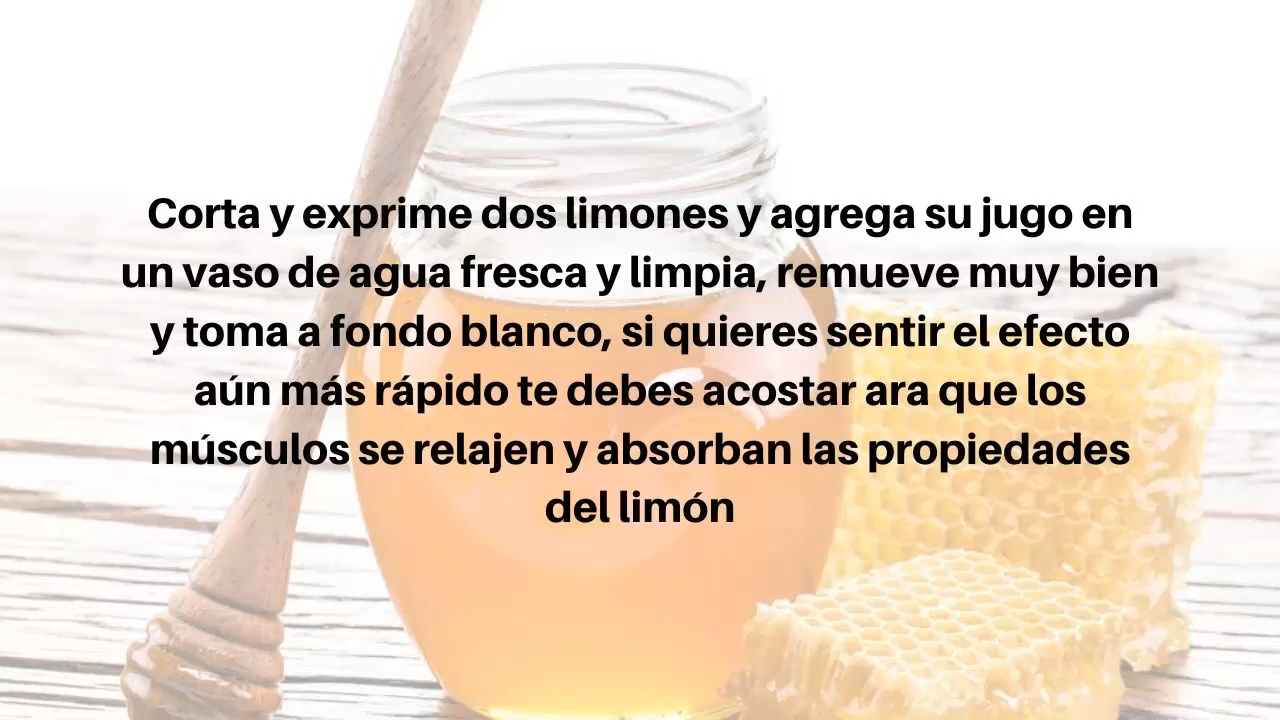 Corta y exprime dos limones y agrega su jugo en
un vaso de agua fresca y limpia, remueve muy bien
y toma a fondo blanco, si quieres sentir el efecto
aún más rápido te debes acostar ara que los
músculos se relajen y absorban las propiedades
del limón